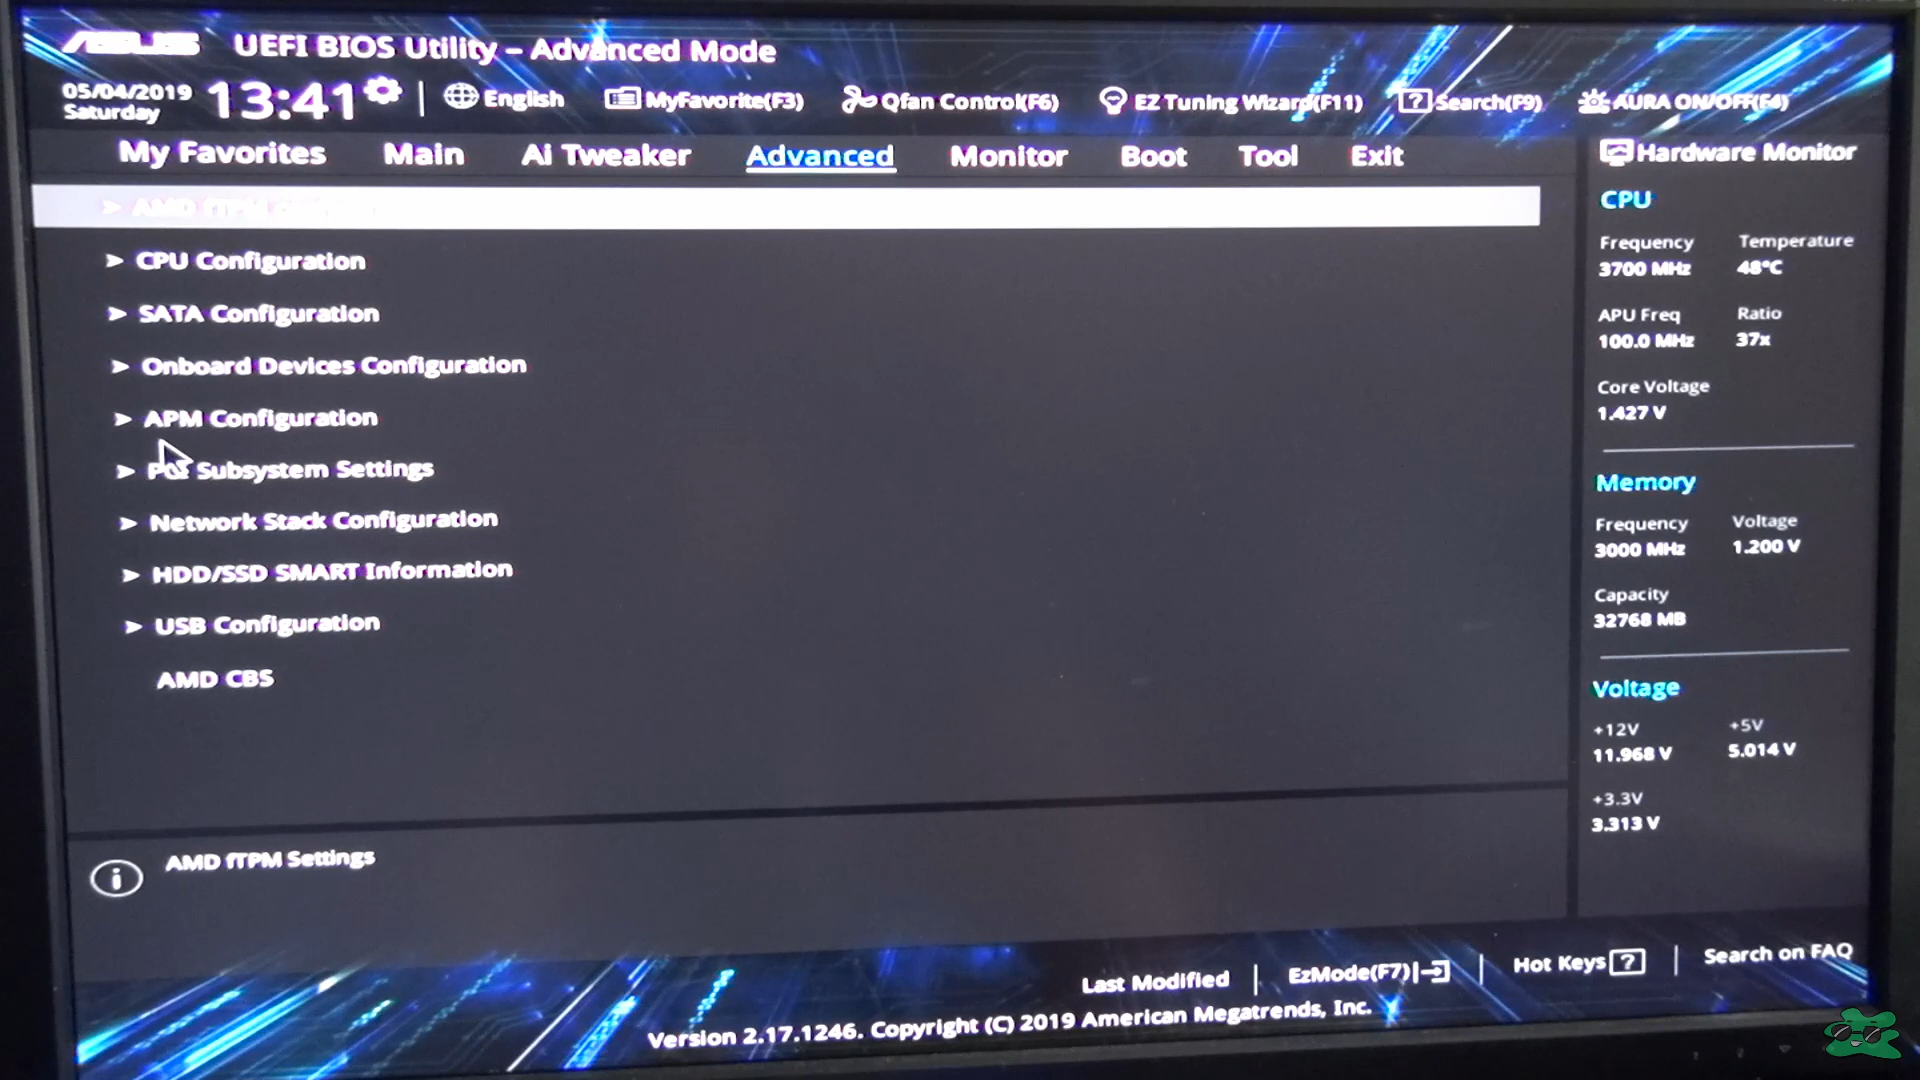 ASUS UEFI BIOS Utility – Advanced Mode
05/04/2019
Saturday
13:41
English
MyFavorite(F3)
Qfan Control(F6)
EZ Tuning Wizard(F11)
Search(F9)
AURA ON/OFF(F4)
My Favorites Main Ai Tweaker Advanced Monitor Boot Tool Exit
> AMD fTPM
> CPU Configuration
> SATA Configuration
> Onboard Devices Configuration
> APM Configuration
> Subsystem Settings
> Network Stack Configuration
> HDD/SSD SMART Information
> USB Configuration
AMD CBS
AMD fTPM Settings
Hardware Monitor
CPU
Frequency Temperature
3700 MHz 48°C
APU Freq Ratio
100.0 MHz 37x
Core Voltage
1.427 V
Memory
Frequency Voltage
3000 MHz 1.200 V
Capacity
32768 MB
Voltage
+12V +5V
11.968 V 5.014 V
+3.3V
3.313 V
Last Modified
EzMode(F7)
Hot Keys ?
Search on FAQ
Version 2.17.1246. Copyright (C) 2019 American Megatrends, Inc.